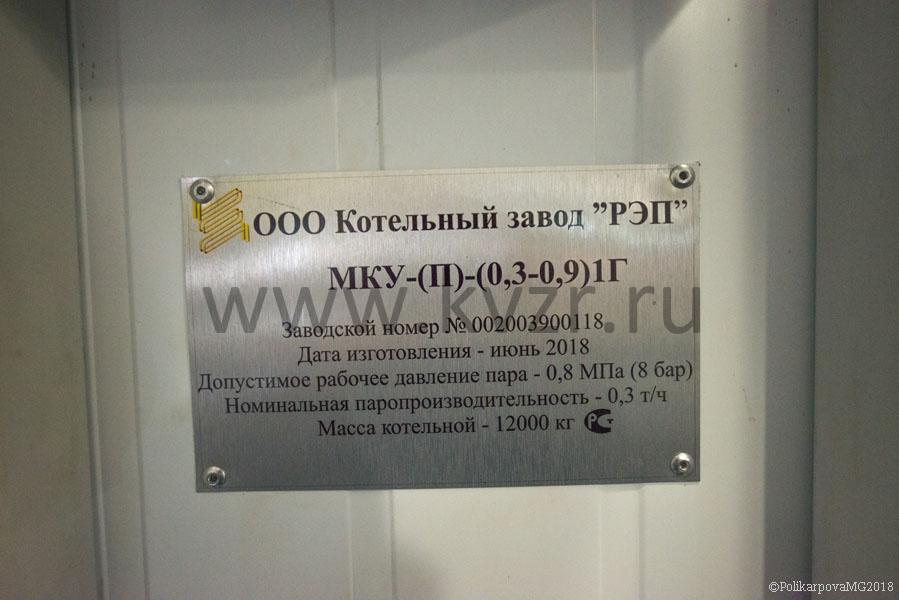 ООО Котельный завод ”РЭП”
МКУ-(П)-(0,3-0,9)1Г
www.kvzr.ru
Заводской номер № 002003900118
Дата изготовления - июнь 2018
Допустимое рабочее давление пара - 0,8 МПа (8 бар)
Номинальная паропроизводительность - 0,3 т/ч
Масса котельной - 12000 кг РСТ
©PolikarpovaMG2018